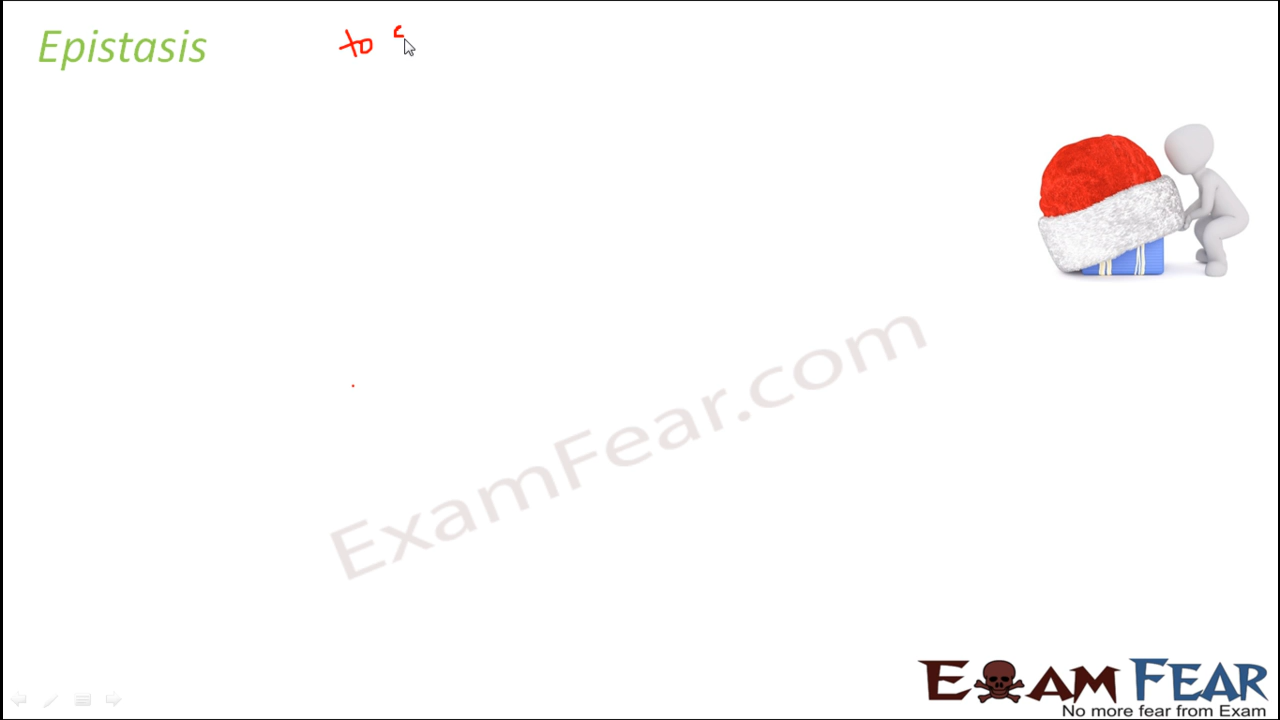 Epistasis
to
ExamFear.com
EXAM FEAR
No more fear from Exam